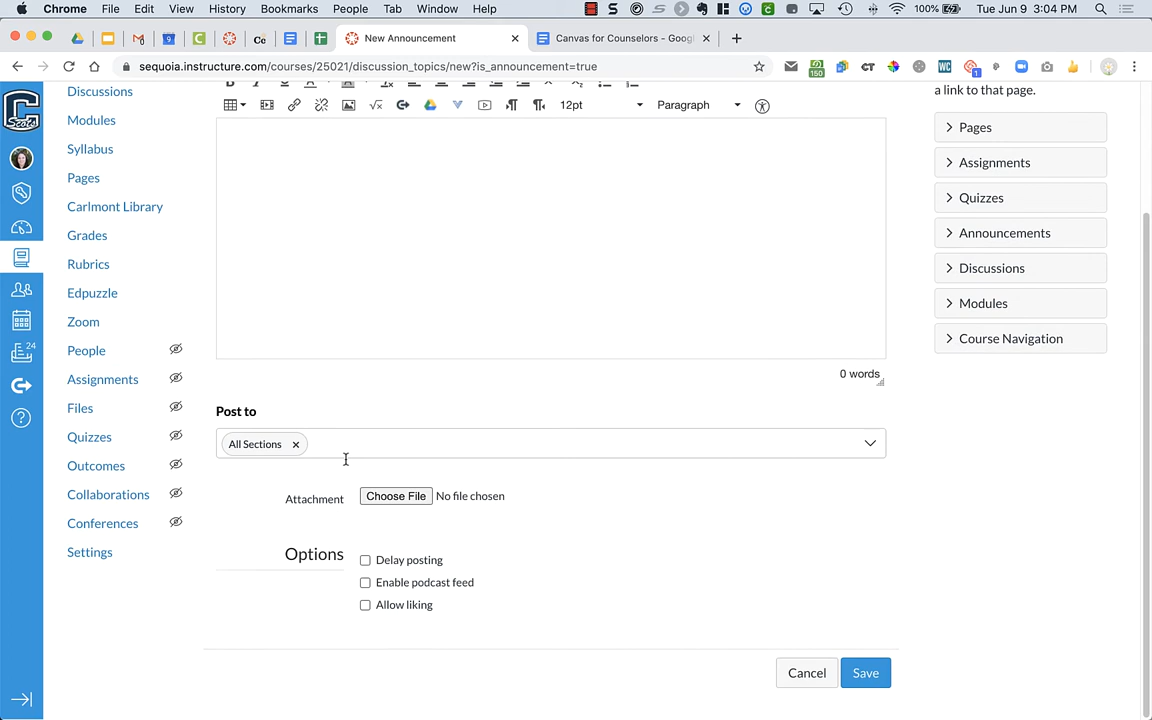 Chrome File Edit View History Bookmarks People Tab Window Help 100% Tue Jun 9 3:04 PM
New Announcement Canvas for Counselors - Googl
sequoia.instructure.com/courses/25021/discussion_topics/new?is_announcement=true
150
1
Discussions
Modules
Syllabus
Pages
Carlmont Library
Grades
Rubrics
Edpuzzle
Zoom
People
Assignments
Files
Quizzes
Outcomes
Collaborations
Conferences
Settings
24
12pt Paragraph
0 words
Post to
All Sections
Attachment Choose File No file chosen
Options
Delay posting
Enable podcast feed
Allow liking
Cancel Save
a link to that page.
Pages
Assignments
Quizzes
Announcements
Discussions
Modules
Course Navigation